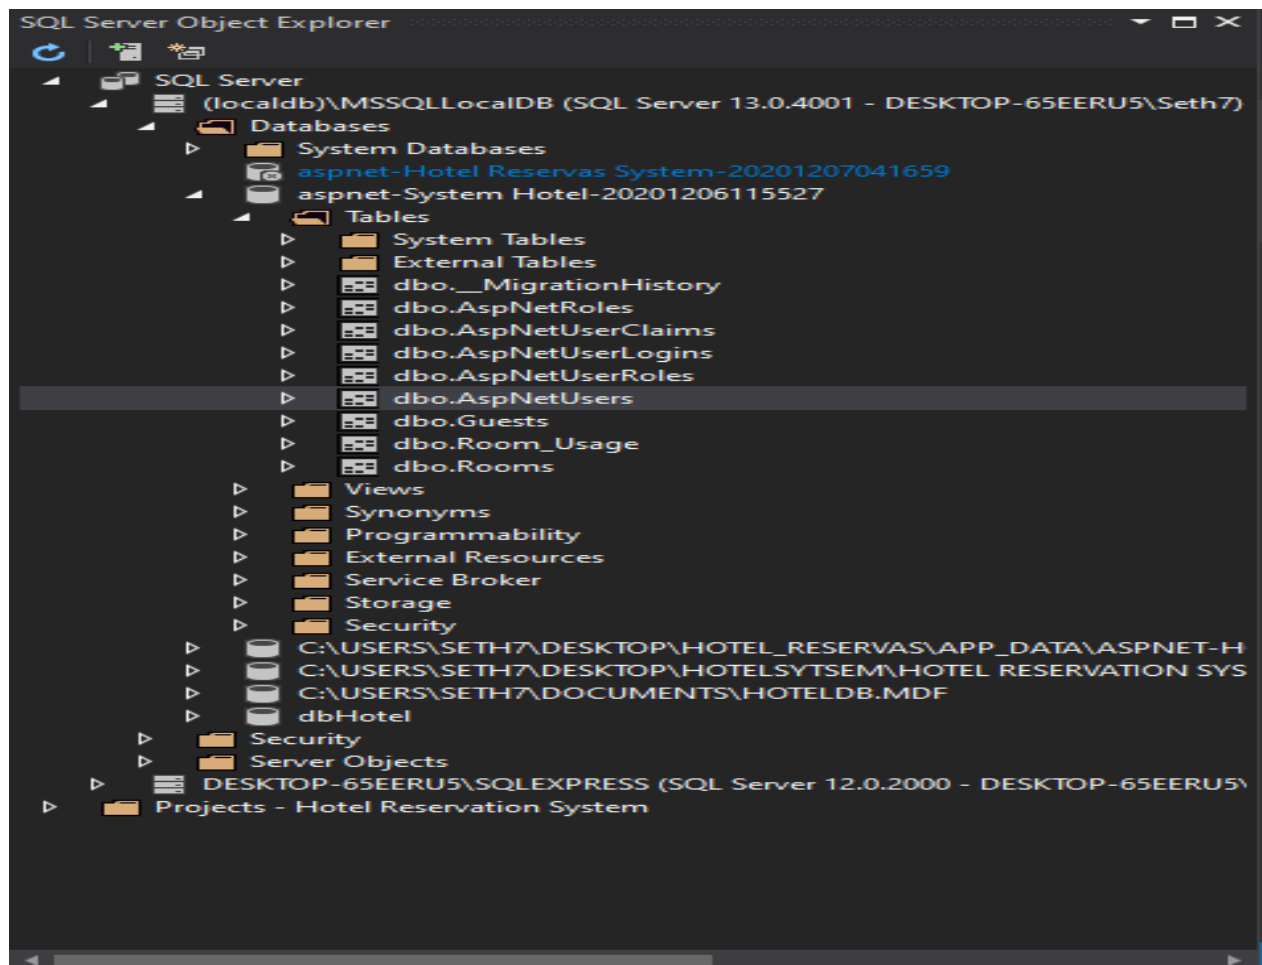 SQL Server Object Explorer
SQL Server
(localdb)\MSSQLLocalDB (SQL Server 13.0.4001 - DESKTOP-65EERU5\Seth7)
Databases
System Databases
aspnet-Hotel Reservas System-20201207041659
aspnet-System Hotel-20201206115527
Tables
System Tables
External Tables
dbo.__MigrationHistory
dbo.AspNetRoles
dbo.AspNetUserClaims
dbo.AspNetUserLogins
dbo.AspNetUserRoles
dbo.AspNetUsers
dbo.Guests
dbo.Room_Usage
dbo.Rooms
Views
Synonyms
Programmability
External Resources
Service Broker
Storage
Security
C:\USERS\SETH7\DESKTOP\HOTEL_RESERVAS\APP_DATA\ASPNET-H
C:\USERS\SETH7\DESKTOP\HOTELSYTSEM\HOTEL RESERVATION SYS
C:\USERS\SETH7\DOCUMENTS\HOTELDB.MDF
dbHotel
Security
Server Objects
DESKTOP-65EERU5\SQLEXPRESS (SQL Server 12.0.2000 - DESKTOP-65EERU5\
Projects - Hotel Reservation System